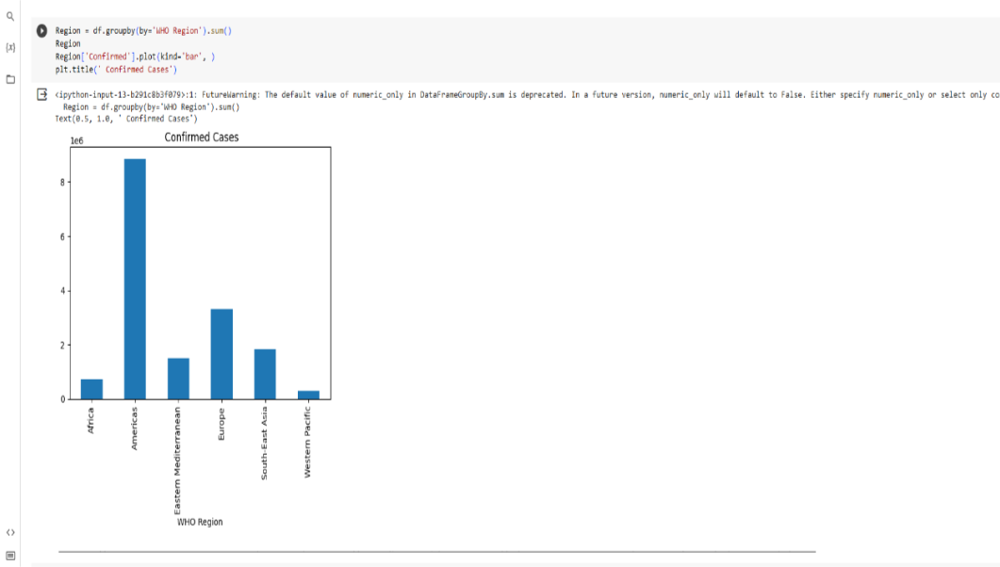 {x}
Region = df.groupby(by='WHO Region').sum()
Region
Region['Confirmed'].plot(kind='bar', )
plt.title(' Confirmed Cases')
<ipython-input-13-b291c8b3f079>:1: FutureWarning: The default value of numeric_only in DataFrameGroupBy.sum is deprecated. In a future version, numeric_only will default to False. Either specify numeric_only or select only co
Region = df.groupby(by='WHO Region').sum()
Text(0.5, 1.0, ' Confirmed Cases')
Confirmed Cases
1e6
8
6
4
2
0
Africa
Americas
Eastern Mediterranean
Europe
South-East Asia
Western Pacific
WHO Region
<>